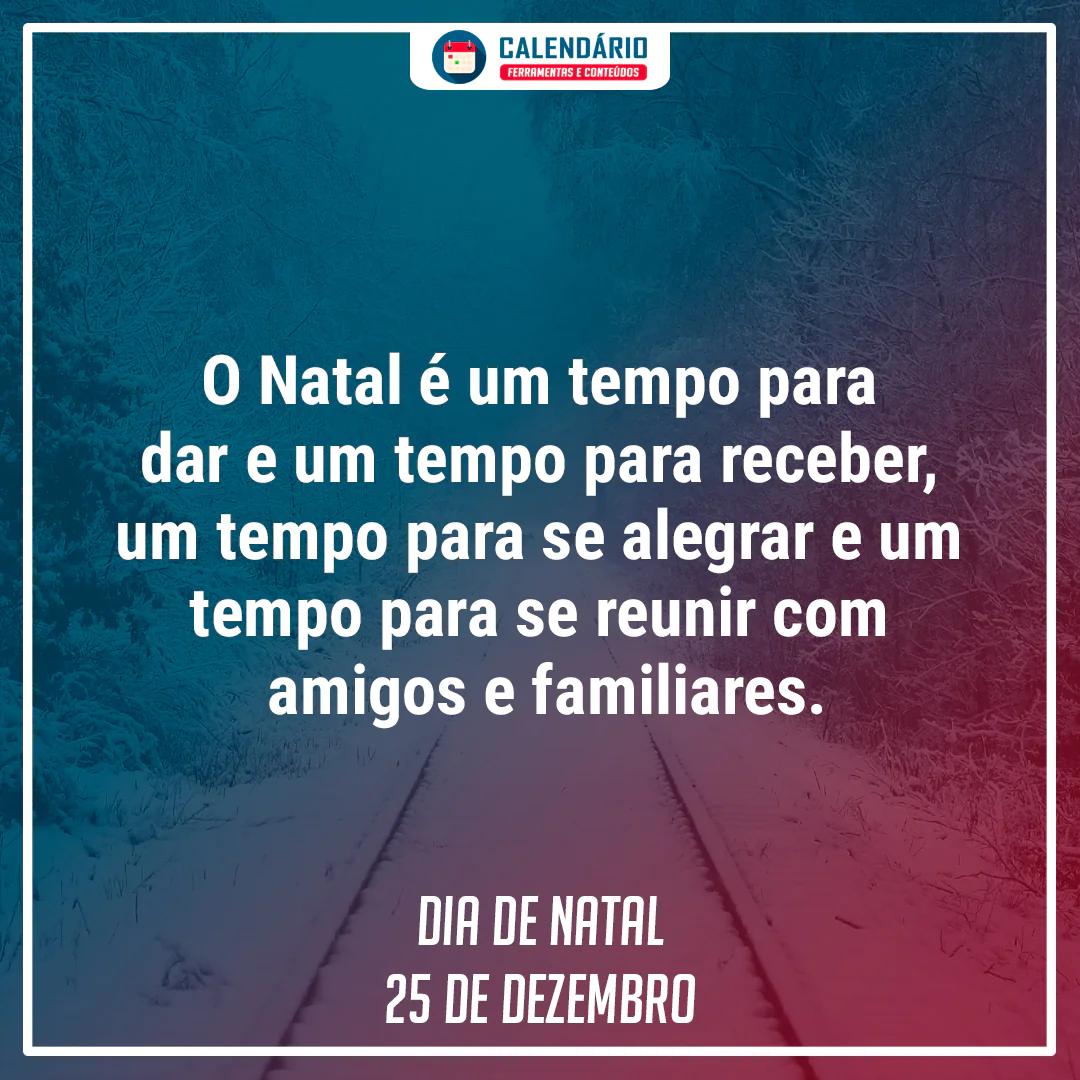 CALENDÁRIO
FERRAMENTAS E CONTEÚDOS
O Natal é um tempo para
dar e um tempo para receber,
um tempo para se alegrar e um
tempo para se reunir com
amigos e familiares.
DIA DE NATAL
25 DE DEZEMBRO